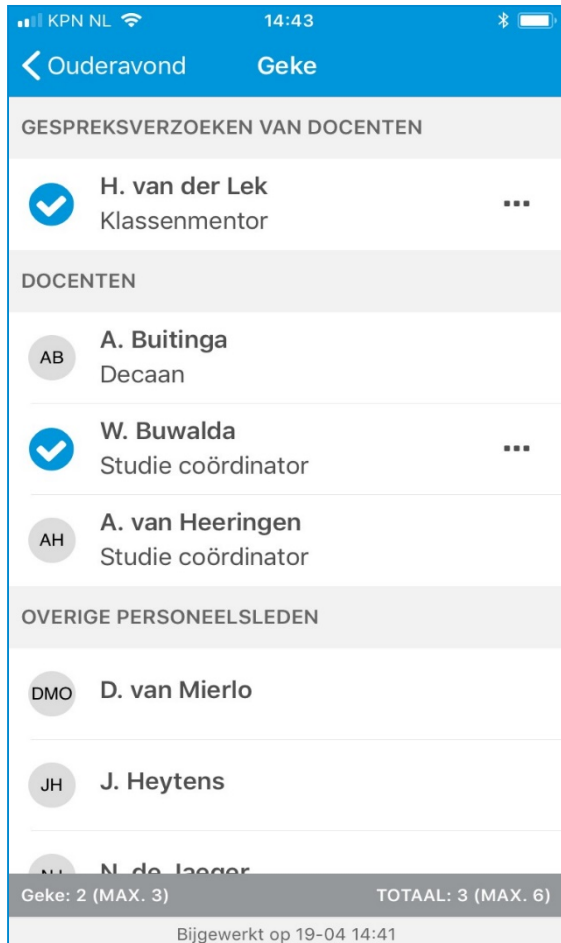 KPN NL 14:43
Ouderavond Geke
GESPREKSVERZOEKEN VAN DOCENTEN
H. van der Lek
Klassenmentor
DOCENTEN
AB
A. Buitinga
Decaan
W. Buwalda
Studie coördinator
AH
A. van Heeringen
Studie coördinator
OVERIGE PERSONEELSLEDEN
DMO D. van Mierlo
JH J. Heytens
N. de Jaeger
Geke: 2 (MAX. 3) TOTAAL: 3 (MAX. 6)
Bijgewerkt op 19-04 14:41